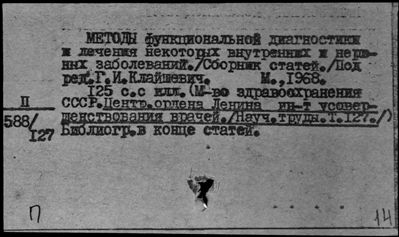 МЕТОДЫ функциональной диагностики
и лечения некоторых внутренних и нерв-
ных заболеваний./Сборник статей./Под
ред.Г.И.Клайшевич. М.,1968.
125 с.с илл.(М-во здравоохранения
II СССР.Центр.ордена Ленина ин-т усовер-
588/ шенствования врачей./Науч.труды.Т.127./)
127 Библиогр.в конце статей.
П 14